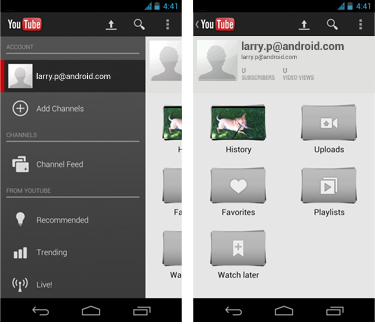 4:41
YouTube
ACCOUNT
larry.p@android.com
Add Channels
CHANNELS
Channel Feed
FROM YOUTUBE
Recommended
Trending
Live!
H
Fa
Wa
4:41
YouTube
larry.p@android.com
larry.p@android.com
0 0
SUBSCRIBERS VIDEO VIEWS
History Uploads
Favorites Playlists
Watch later